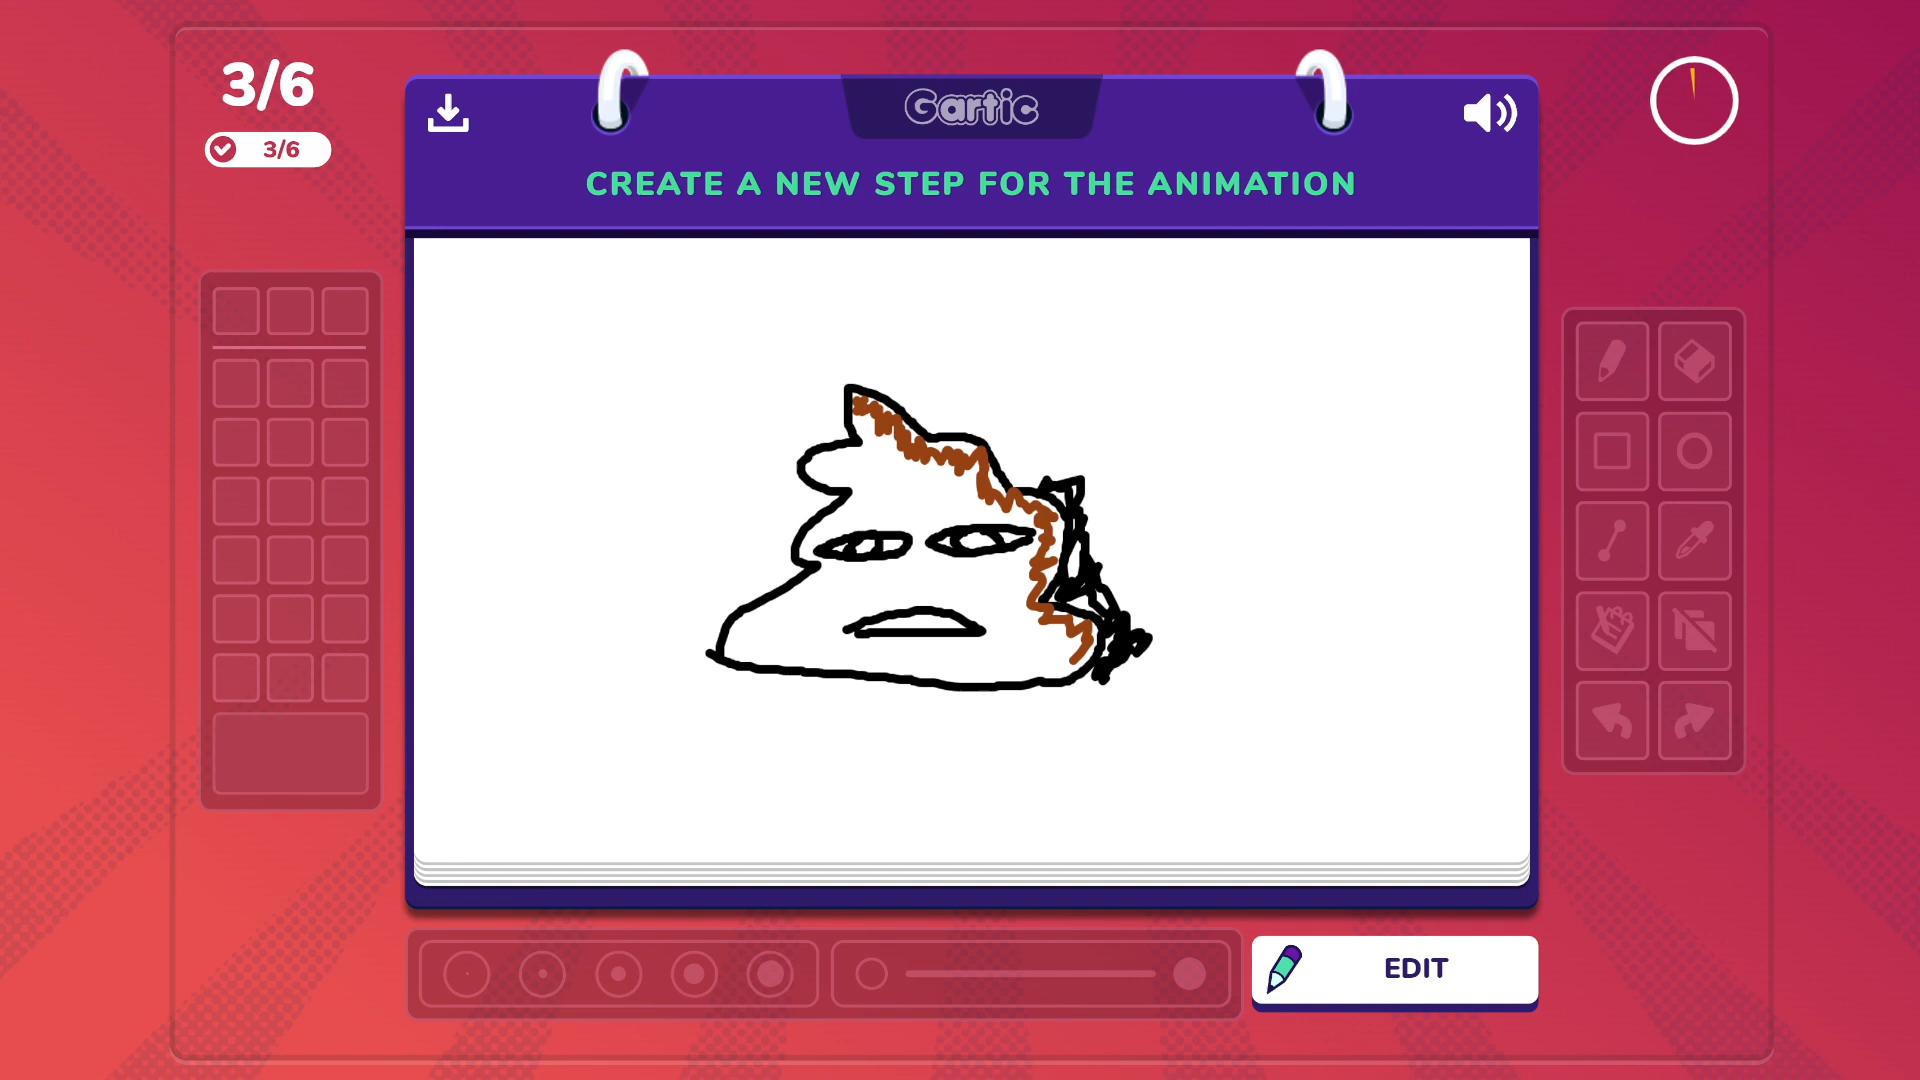 3/6
3/6
Gartic
CREATE A NEW STEP FOR THE ANIMATION
EDIT